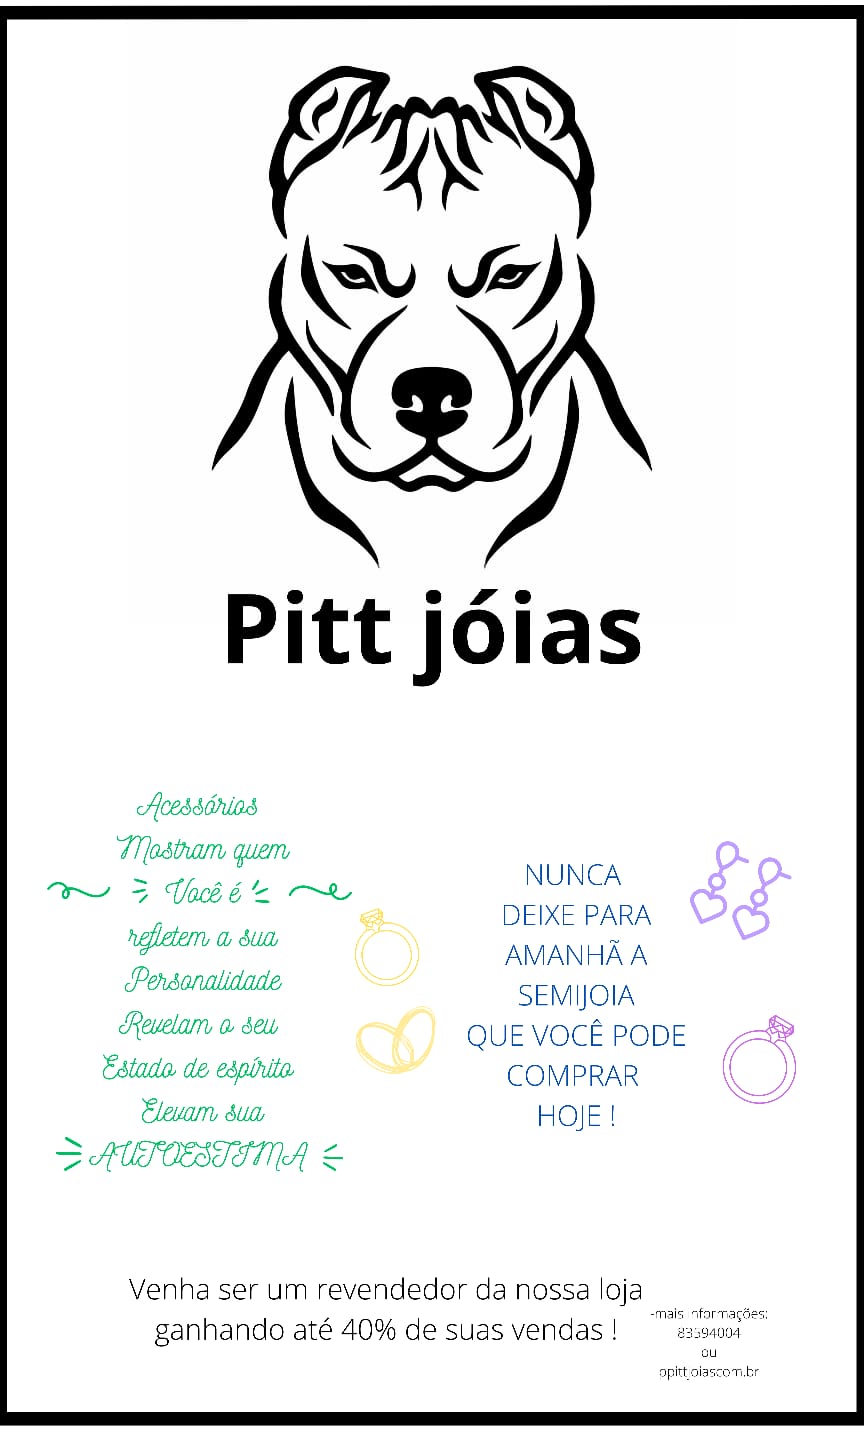 Pitt jóias
Acessórios
Mostram quem
Você é
refletem a sua
Personalidade
Revelam o seu
Estado de espírito
Elevam sua
AUTOESTIMA
NUNCA
DEIXE PARA
AMANHÃ A
SEMIJOIA
QUE VOCÊ PODE
COMPRAR
HOJE !
Venha ser um revendedor da nossa loja
ganhando até 40% de suas vendas !
-mais informações:
83594004
ou
ppittjoiascom.br